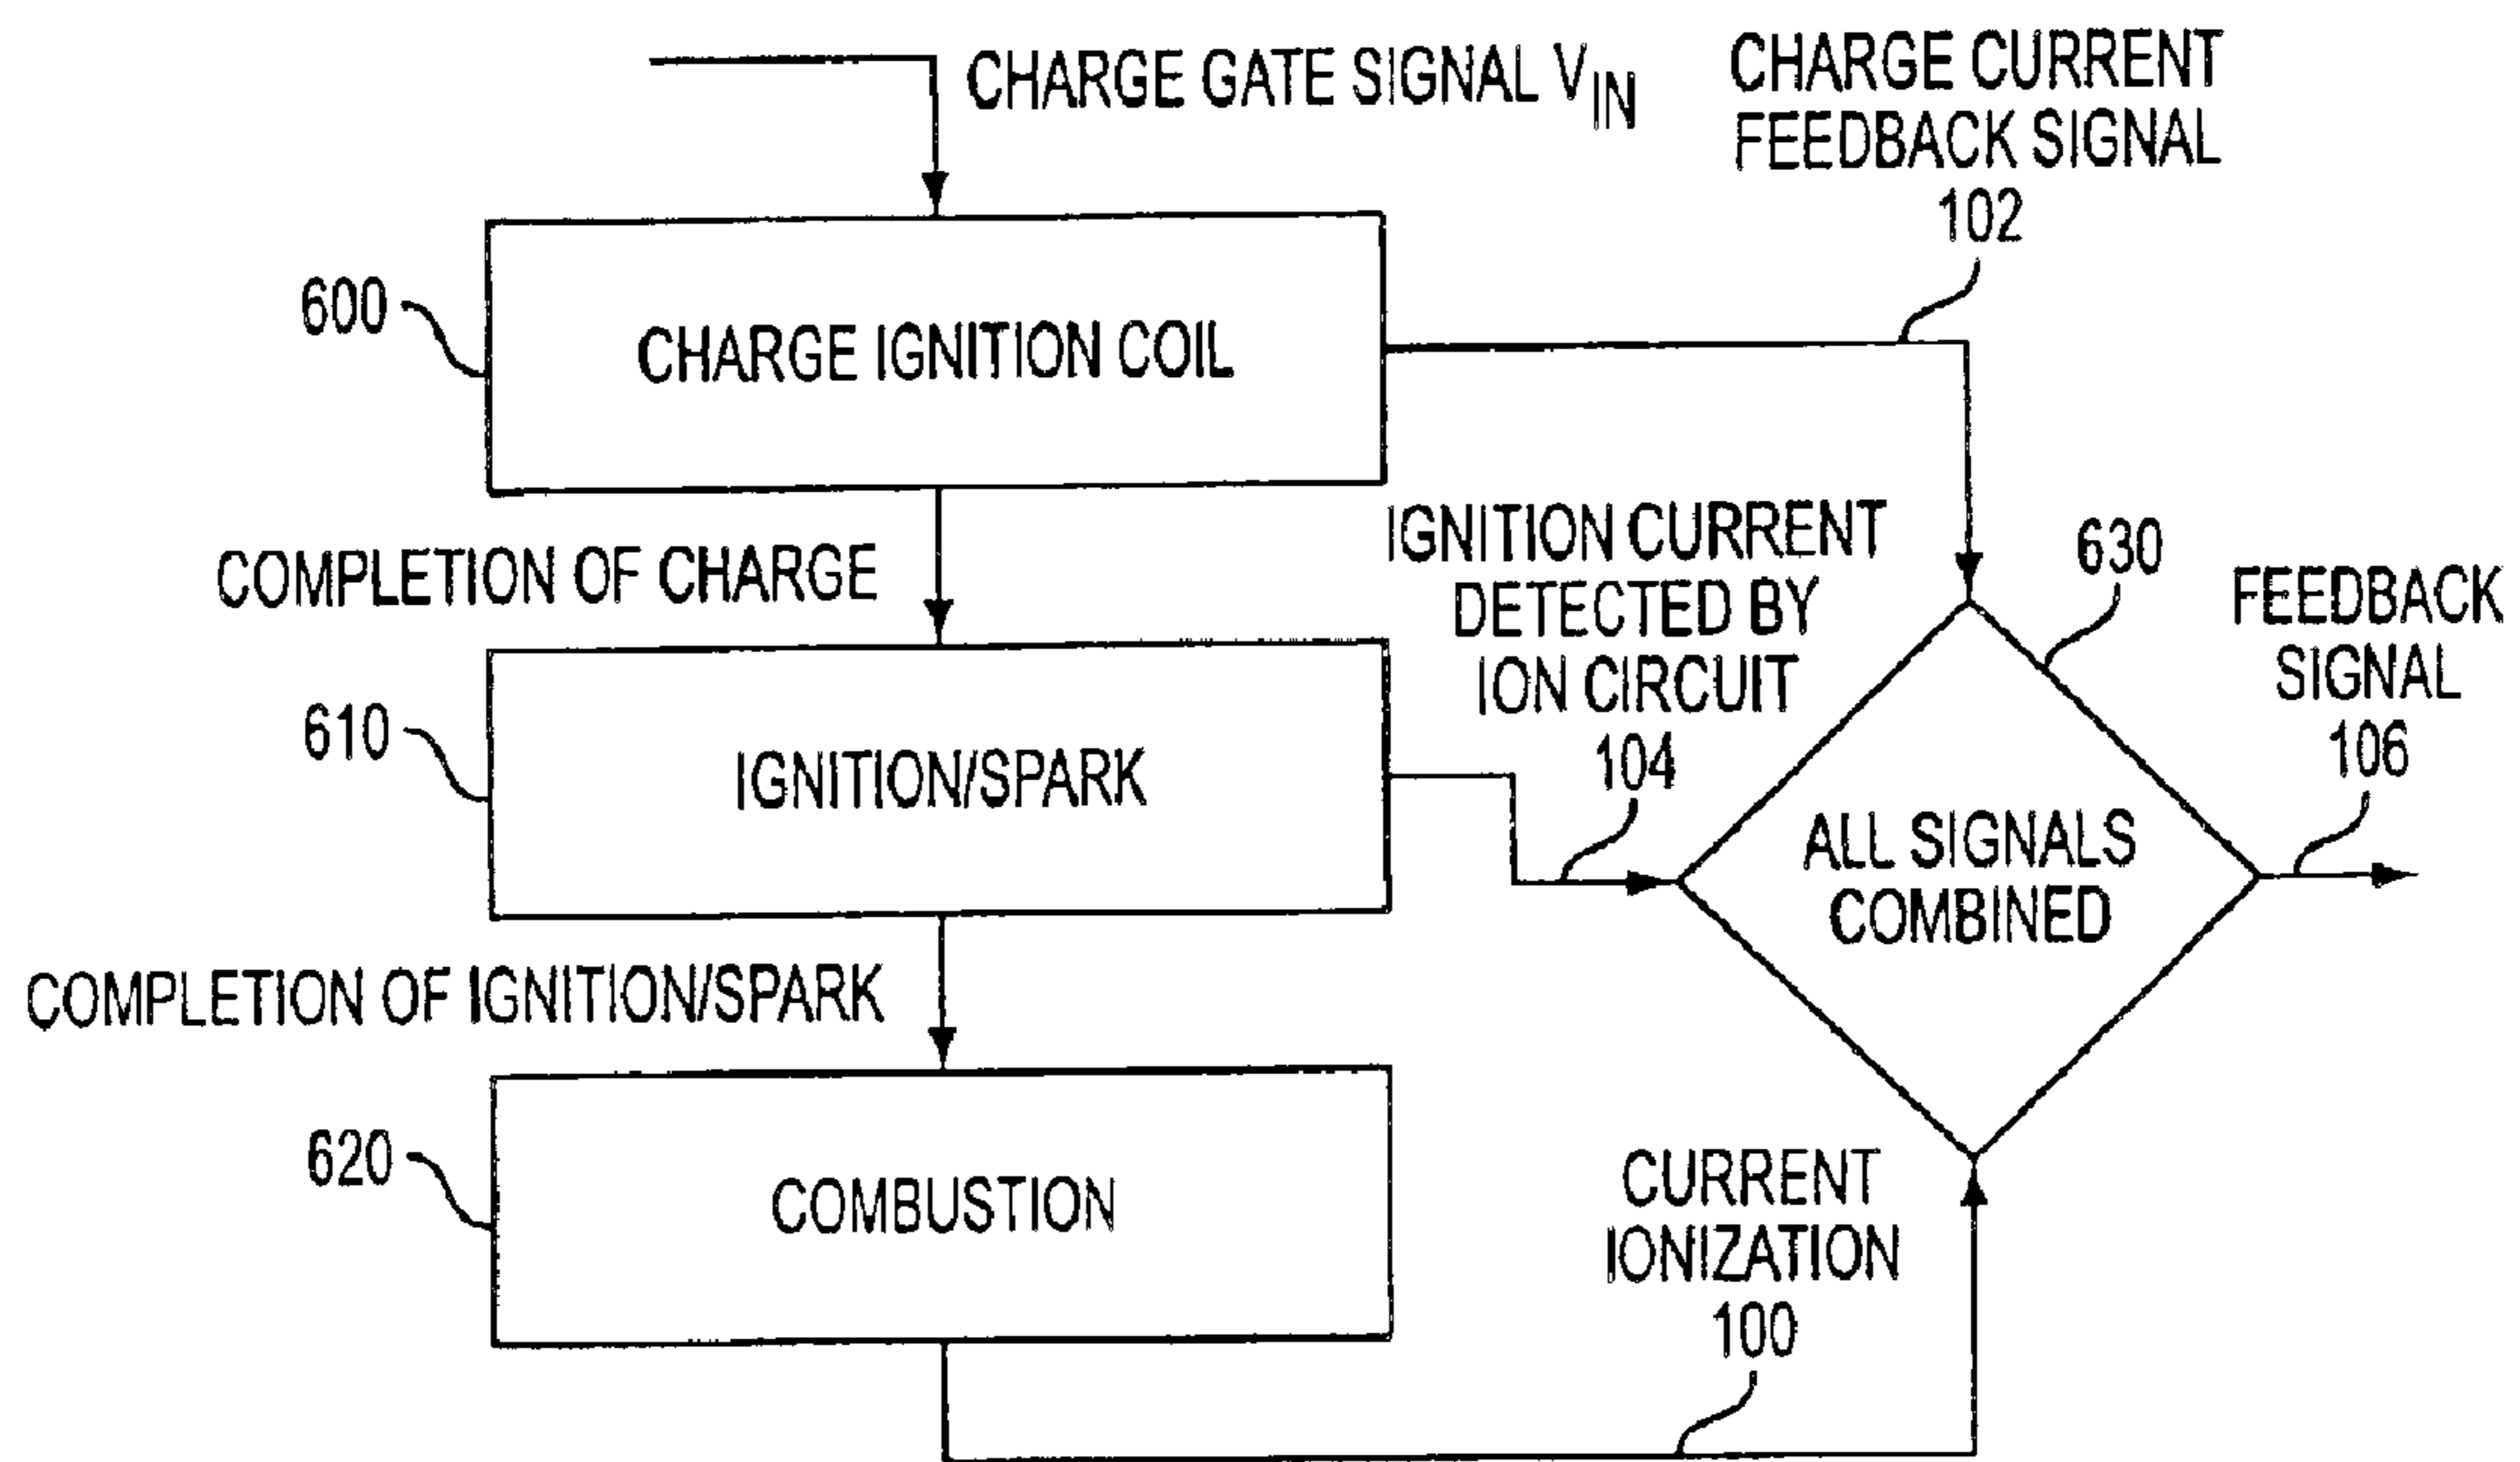 CHARGE GATE SIGNAL VIN
CHARGE CURRENT
FEEDBACK SIGNAL
102
600
CHARGE IGNITION COIL
COMPLETION OF CHARGE
IGNITION CURRENT
DETECTED BY
ION CIRCUIT
104
630
FEEDBACK
SIGNAL
106
610
IGNITION/SPARK
ALL SIGNALS
COMBINED
COMPLETION OF IGNITION/SPARK
620
COMBUSTION
CURRENT
IONIZATION
100